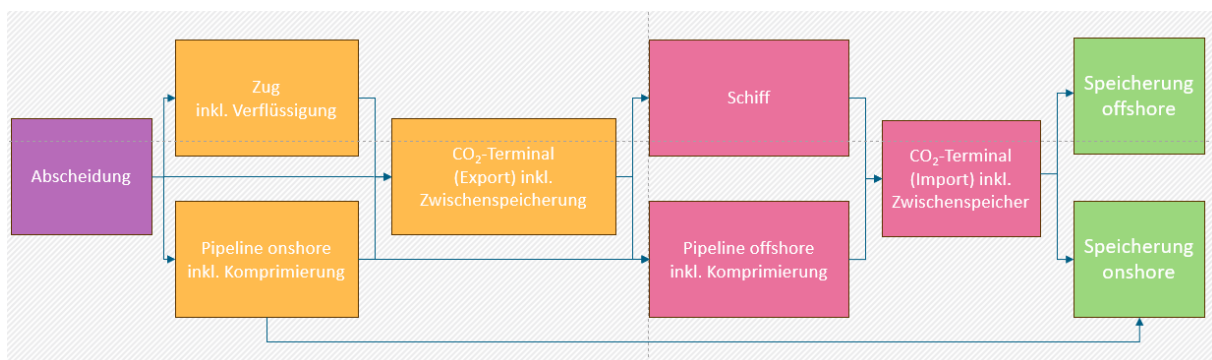 Zug
inkl. Verflüssigung
Schiff
Speicherung
offshore
Abscheidung
CO₂-Terminal
(Export) inkl.
Zwischenspeicherung
CO₂-Terminal
(Import) inkl.
Zwischenspeicher
Pipeline onshore
inkl. Komprimierung
Pipeline offshore
inkl. Komprimierung
Speicherung
onshore